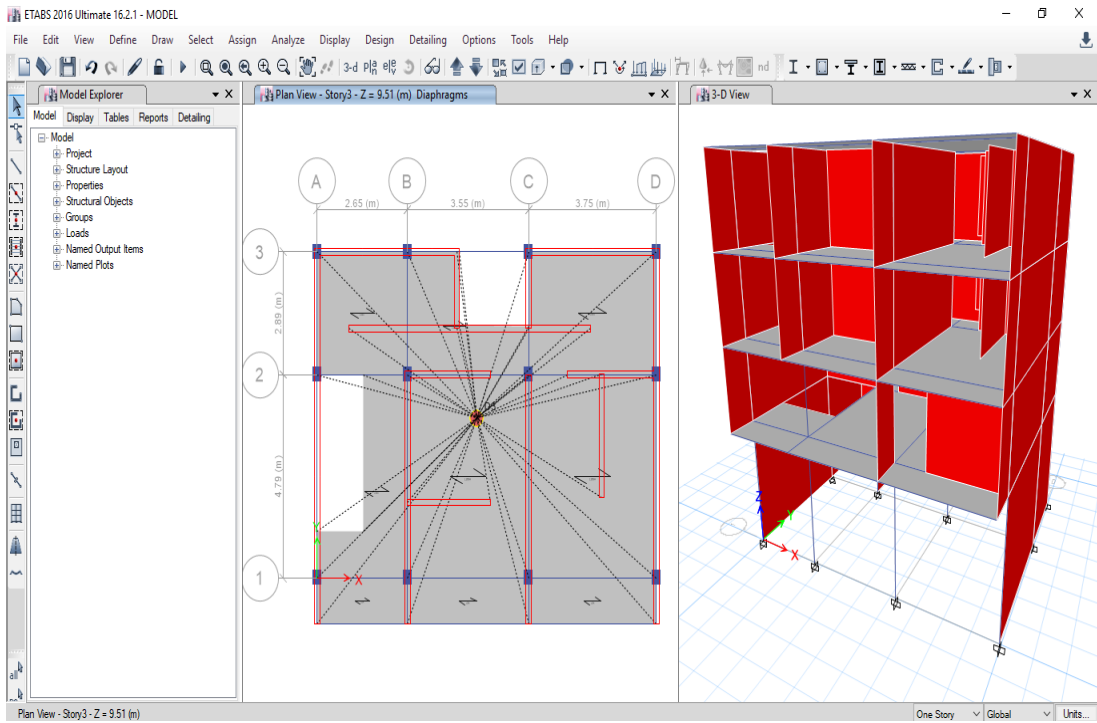 ETABS 2016 Ultimate 16.2.1 - MODEL
File Edit View Define Draw Select Assign Analyze Display Design Detailing Options Tools Help
3-d pla ele nd
Model Explorer
Model Display Tables Reports Detailing
Model
Project
Structure Layout
Properties
Structural Objects
Groups
Loads
Named Output Items
Named Plots
all
Plan View - Story3 - Z = 9.51 (m) Diaphragms
A B C D
2.65 (m) 3.55 (m) 3.75 (m)
3
2.89 (m)
2
4.79 (m)
1
Y
X
3-D View
Z
Y
X
Plan View - Story3 - Z = 9.51 (m)
One Story Global Units...